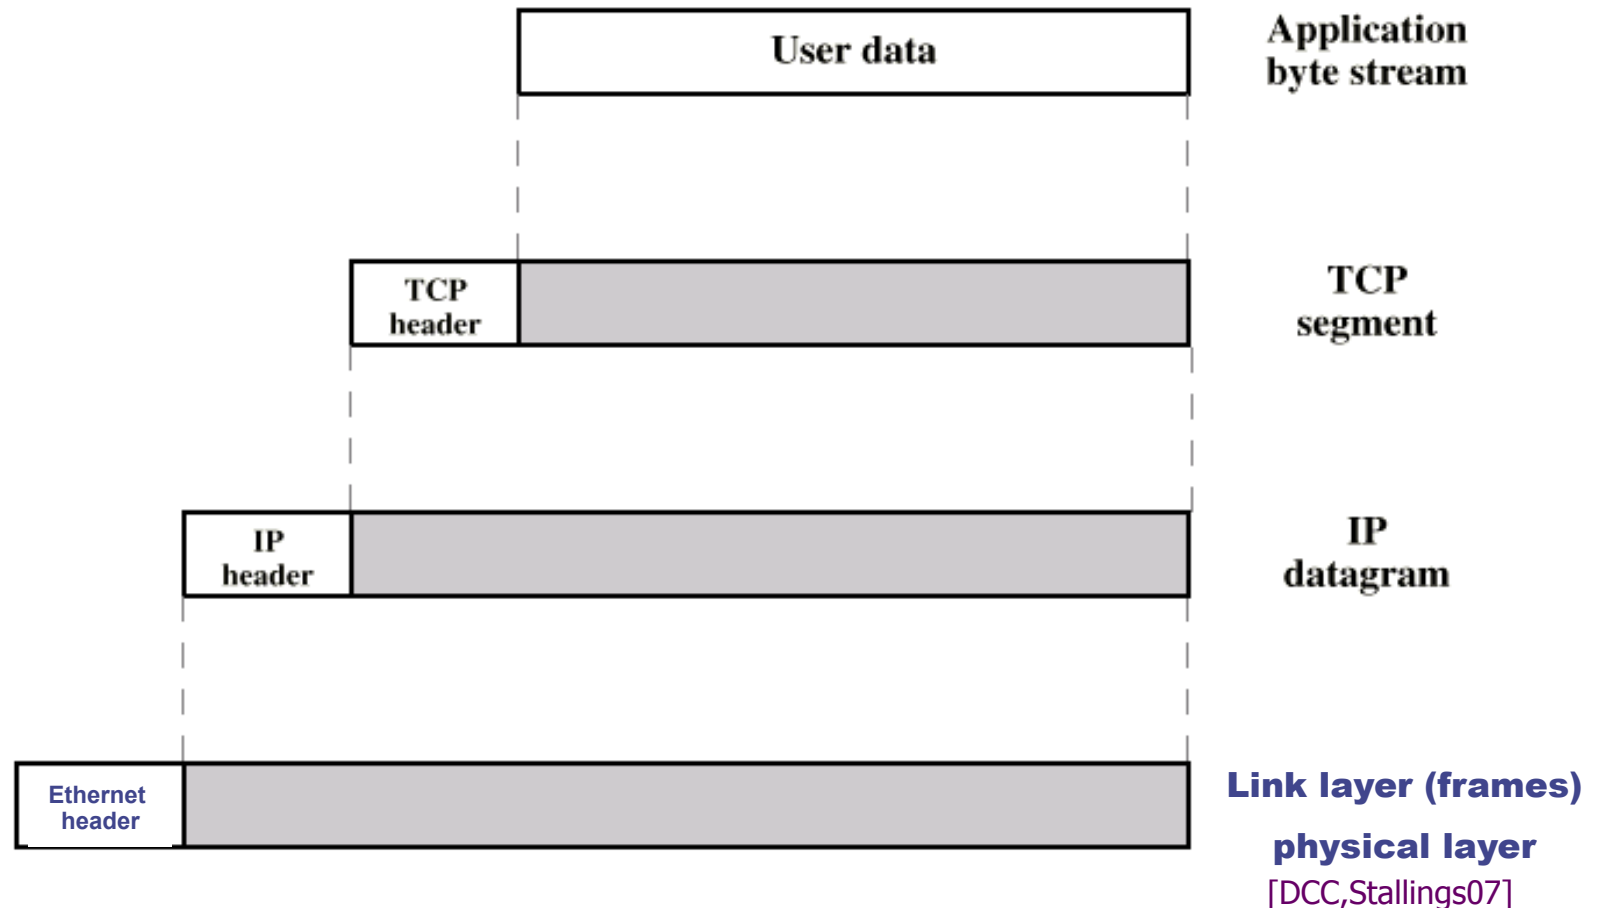 User data
Application
byte stream
TCP
header
TCP
segment
IP
header
IP
datagram
Ethernet
header
Link layer (frames)
physical layer
[DCC,Stallings07]